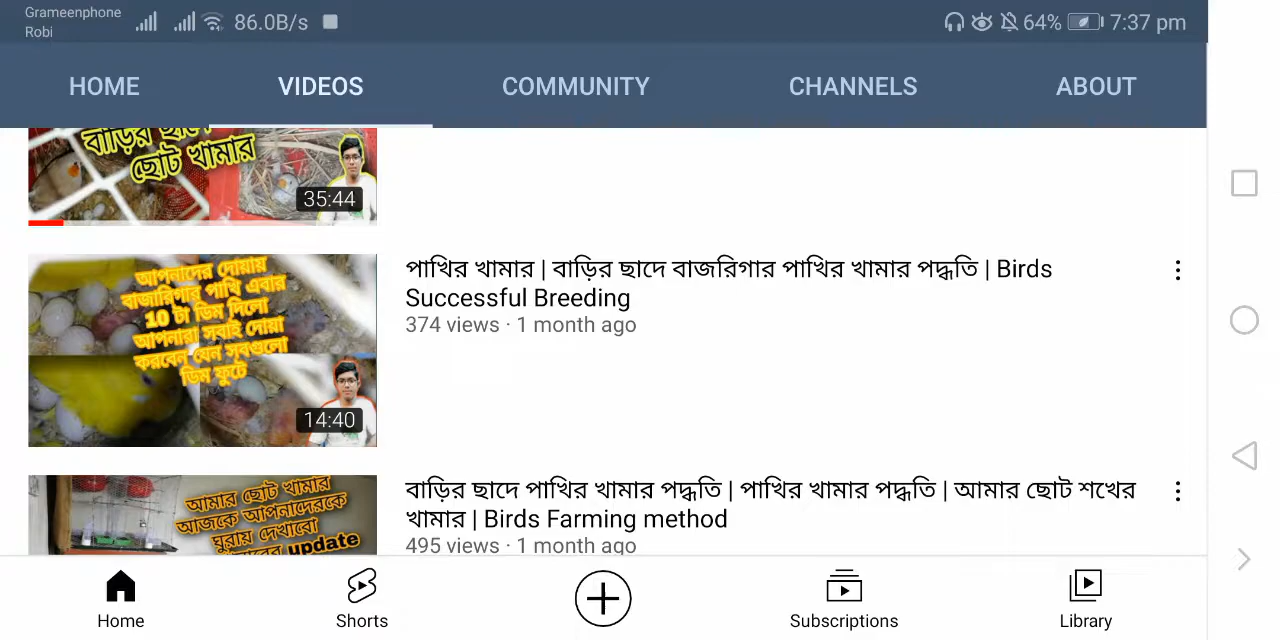 Grameenphone
Robi
86.0B/s
64%
7:37 pm
HOME
VIDEOS
COMMUNITY
CHANNELS
ABOUT
বাড়ির ছাদে
ছোট খামার
35:44
আপনাদের দোয়ায়
বাজারিগার পাখি এবার
10 টা ডিম দিলো
আপনারা সবাই দোয়া
করবেন যেন সবগুলো
ডিম ফুটে
14:40
পাখির খামার | বাড়ির ছাদে বাজরিগার পাখির খামার পদ্ধতি | Birds
Successful Breeding
374 views · 1 month ago
আমার ছোট খামার
আজকে আপনাদেরকে
ঘুরায় দেখাবো
update
বাড়ির ছাদে পাখির খামার পদ্ধতি | পাখির খামার পদ্ধতি | আমার ছোট শখের
খামার | Birds Farming method
495 views · 1 month ago
Home
Shorts
Subscriptions
Library